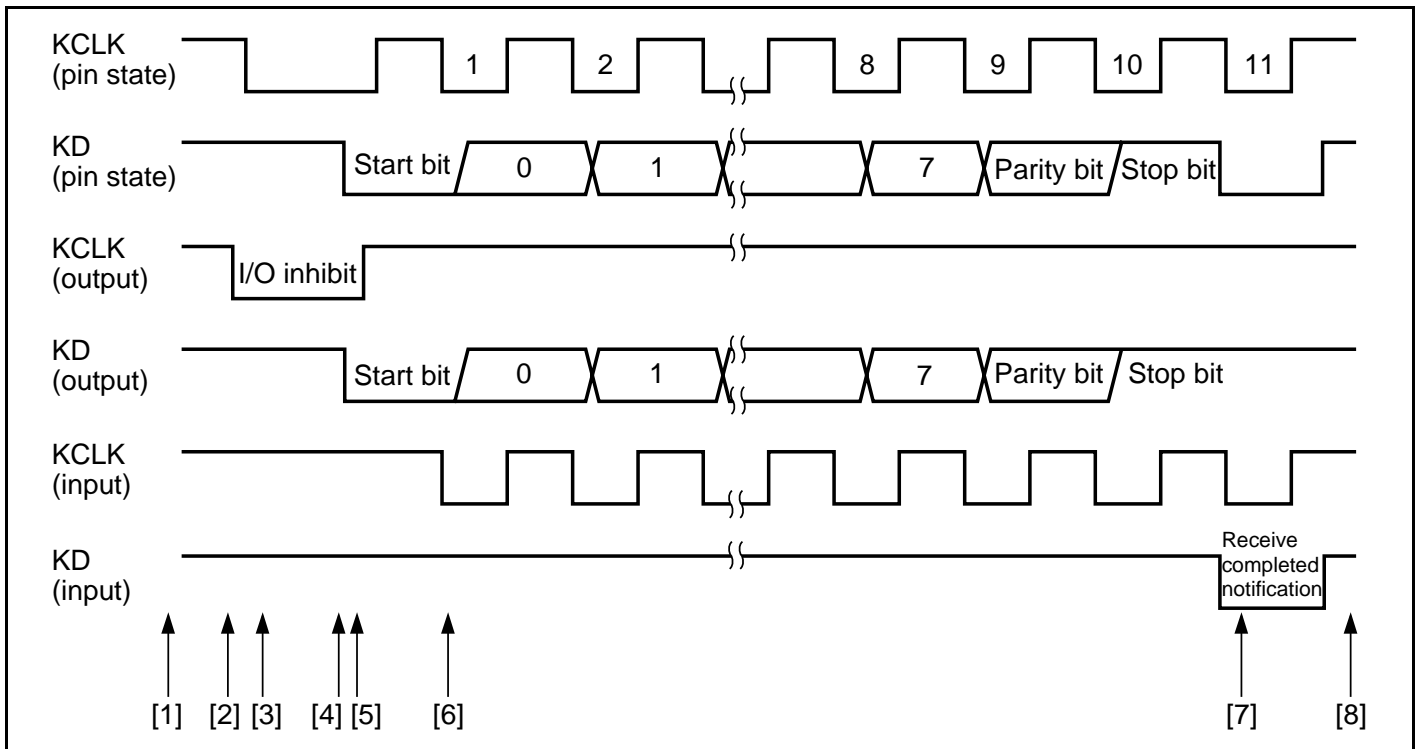 KCLK
(pin state)
1 2 8 9 10 11
KD
(pin state)
Start bit 0 1 7 Parity bit Stop bit
KCLK
(output)
I/O inhibit
KD
(output)
Start bit 0 1 7 Parity bit Stop bit
KCLK
(input)
KD
(input)
Receive
completed
notification
[1] [2] [3] [4] [5] [6] [7] [8]